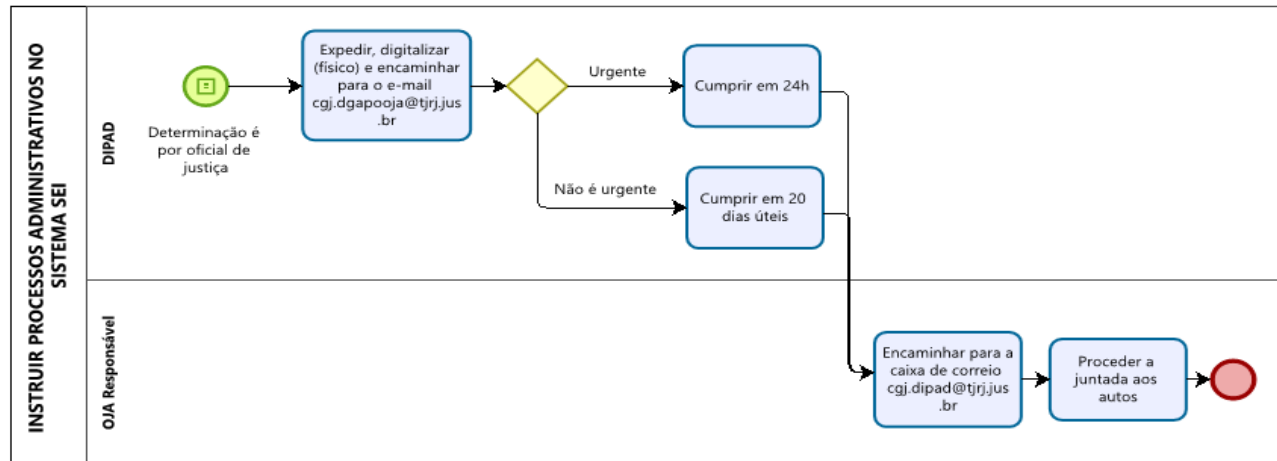 INSTRUIR PROCESSOS ADMINISTRATIVOS NO
SISTEMA SEI
DIPAD
Determinação é
por oficial de
justiça
Expedir, digitalizar
(físico) e encaminhar
para o e-mail
cgj.dgapooja@tjrj.jus
.br
Urgente
Cumprir em 24h
Não é urgente
Cumprir em 20
dias úteis
OJA Responsável
Encaminhar para a
caixa de correio
cgj.dipad@tjrj.jus
.br
Proceder a
juntada aos
autos